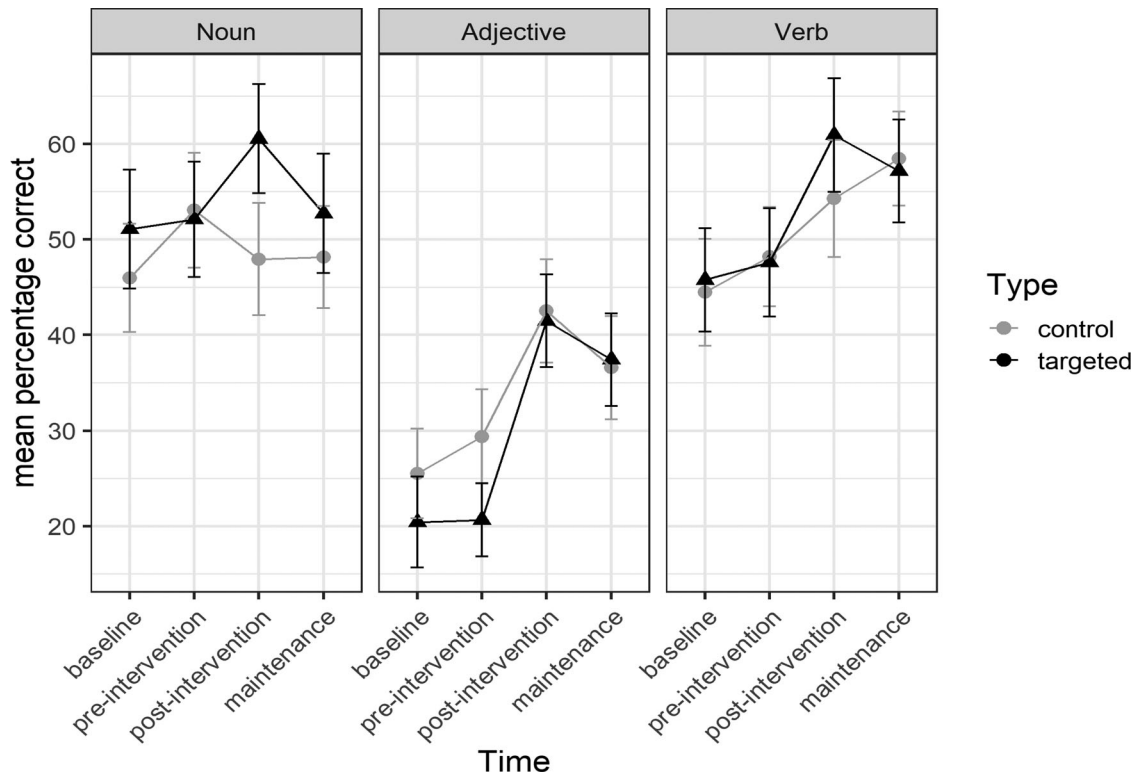 Noun Adjective Verb
mean percentage correct
60
50
40
30
20
baseline
pre-intervention
post-intervention
maintenance
baseline
pre-intervention
post-intervention
maintenance
baseline
pre-intervention
post-intervention
maintenance
Time
Type
control
targeted